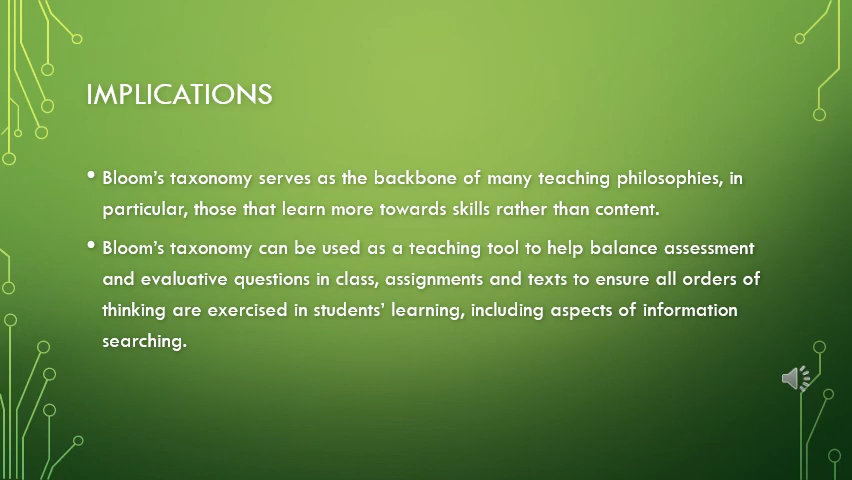 IMPLICATIONS
• Bloom’s taxonomy serves as the backbone of many teaching philosophies, in
particular, those that learn more towards skills rather than content.
• Bloom’s taxonomy can be used as a teaching tool to help balance assessment
and evaluative questions in class, assignments and texts to ensure all orders of
thinking are exercised in students’ learning, including aspects of information
searching.